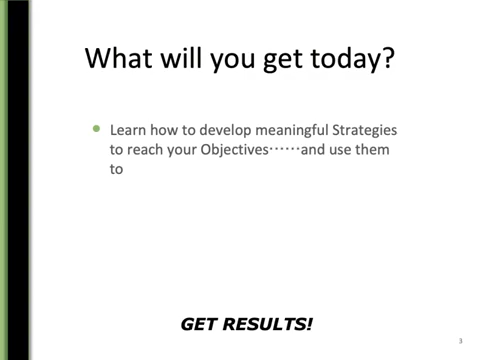 What will you get today?
Learn how to develop meaningful Strategies
to reach your Objectives······and use them
to
GET RESULTS!
3